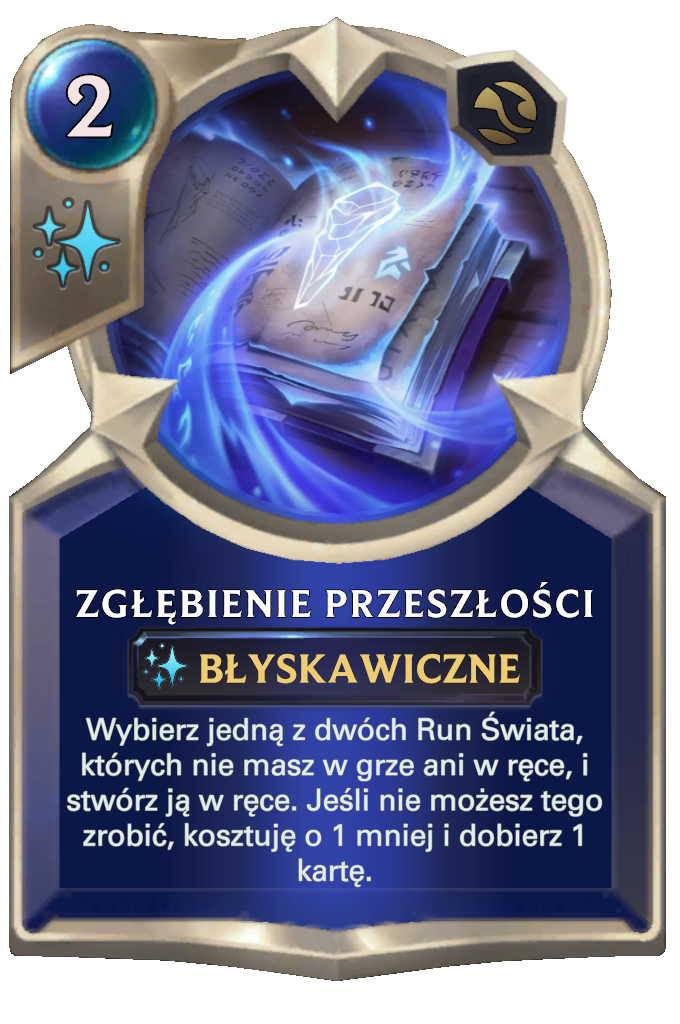 2
ZGŁĘBIENIE PRZESZŁOŚCI
BŁYSKAWICZNE
Wybierz jedną z dwóch Run Świata,
których nie masz w grze ani w ręce, i
stwórz ją w ręce. Jeśli nie możesz tego
zrobić, kosztuję o 1 mniej i dobierz 1
kartę.